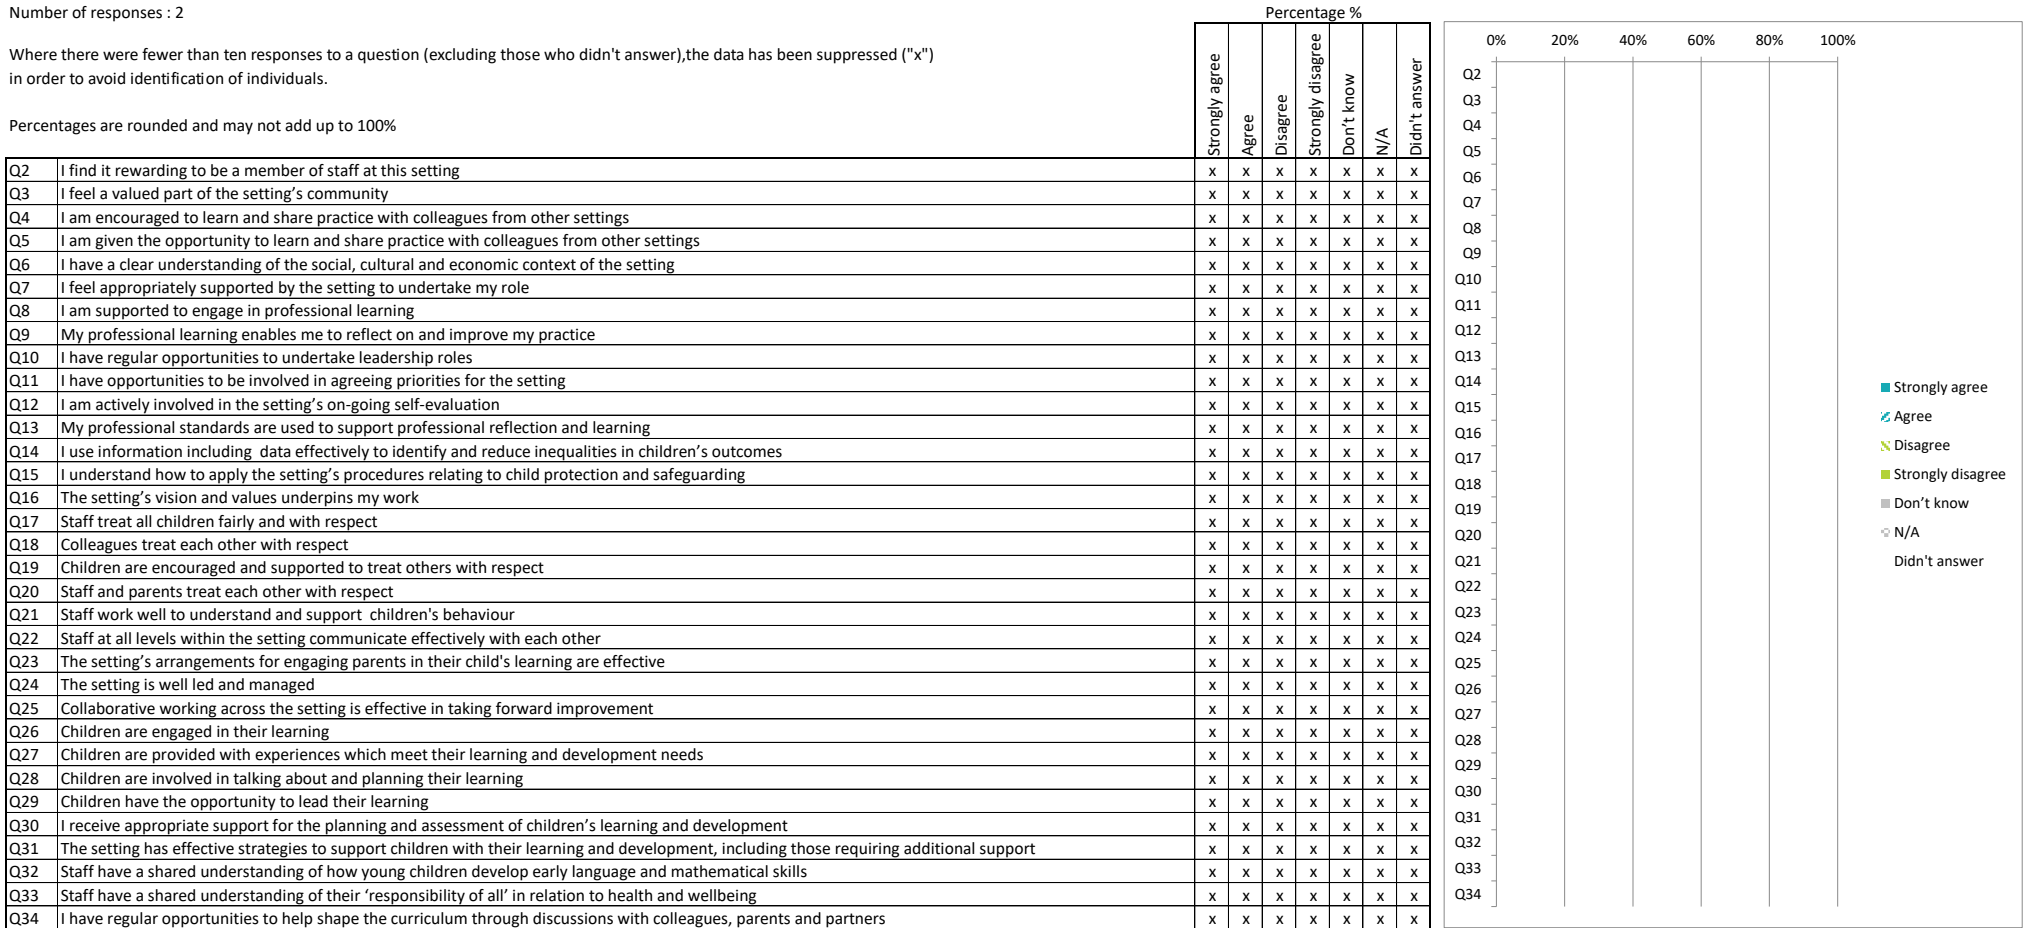 Number of responses : 2
Percentage %
Where there were fewer than ten responses to a question (excluding those who didn't answer),the data has been suppressed ("x")
in order to avoid identification of individuals.
Percentages are rounded and may not add up to 100%
Strongly agree
Agree
Disagree
Strongly disagree
Don't know
N/A
Didn't answer
Q2 I find it rewarding to be a member of staff at this setting x x x x x x x
Q3 I feel a valued part of the setting’s community x x x x x x x
Q4 I am encouraged to learn and share practice with colleagues from other settings x x x x x x x
Q5 I am given the opportunity to learn and share practice with colleagues from other settings x x x x x x x
Q6 I have a clear understanding of the social, cultural and economic context of the setting x x x x x x x
Q7 I feel appropriately supported by the setting to undertake my role x x x x x x x
Q8 I am supported to engage in professional learning x x x x x x x
Q9 My professional learning enables me to reflect on and improve my practice x x x x x x x
Q10 I have regular opportunities to undertake leadership roles x x x x x x x
Q11 I have opportunities to be involved in agreeing priorities for the setting x x x x x x x
Q12 I am actively involved in the setting’s on-going self-evaluation x x x x x x x
Q13 My professional standards are used to support professional reflection and learning x x x x x x x
Q14 I use information including  data effectively to identify and reduce inequalities in children’s outcomes x x x x x x x
Q15 I understand how to apply the setting’s procedures relating to child protection and safeguarding x x x x x x x
Q16 The setting’s vision and values underpins my work x x x x x x x
Q17 Staff treat all children fairly and with respect x x x x x x x
Q18 Colleagues treat each other with respect x x x x x x x
Q19 Children are encouraged and supported to treat others with respect x x x x x x x
Q20 Staff and parents treat each other with respect x x x x x x x
Q21 Staff work well to understand and support  children's behaviour x x x x x x x
Q22 Staff at all levels within the setting communicate effectively with each other x x x x x x x
Q23 The setting’s arrangements for engaging parents in their child's learning are effective x x x x x x x
Q24 The setting is well led and managed x x x x x x x
Q25 Collaborative working across the setting is effective in taking forward improvement x x x x x x x
Q26 Children are engaged in their learning x x x x x x x
Q27 Children are provided with experiences which meet their learning and development needs x x x x x x x
Q28 Children are involved in talking about and planning their learning x x x x x x x
Q29 Children have the opportunity to lead their learning x x x x x x x
Q30 I receive appropriate support for the planning and assessment of children’s learning and development x x x x x x x
Q31 The setting has effective strategies to support children with their learning and development, including those requiring additional support x x x x x x x
Q32 Staff have a shared understanding of how young children develop early language and mathematical skills x x x x x x x
Q33 Staff have a shared understanding of their ‘responsibility of all’ in relation to health and wellbeing x x x x x x x
Q34 I have regular opportunities to help shape the curriculum through discussions with colleagues, parents and partners x x x x x x x
0% 20% 40% 60% 80% 100%
Q2
Q3
Q4
Q5
Q6
Q7
Q8
Q9
Q10
Q11
Q12
Q13
Q14
Q15
Q16
Q17
Q18
Q19
Q20
Q21
Q22
Q23
Q24
Q25
Q26
Q27
Q28
Q29
Q30
Q31
Q32
Q33
Q34
Strongly agree
Agree
Disagree
Strongly disagree
Don’t know
N/A
Didn't answer